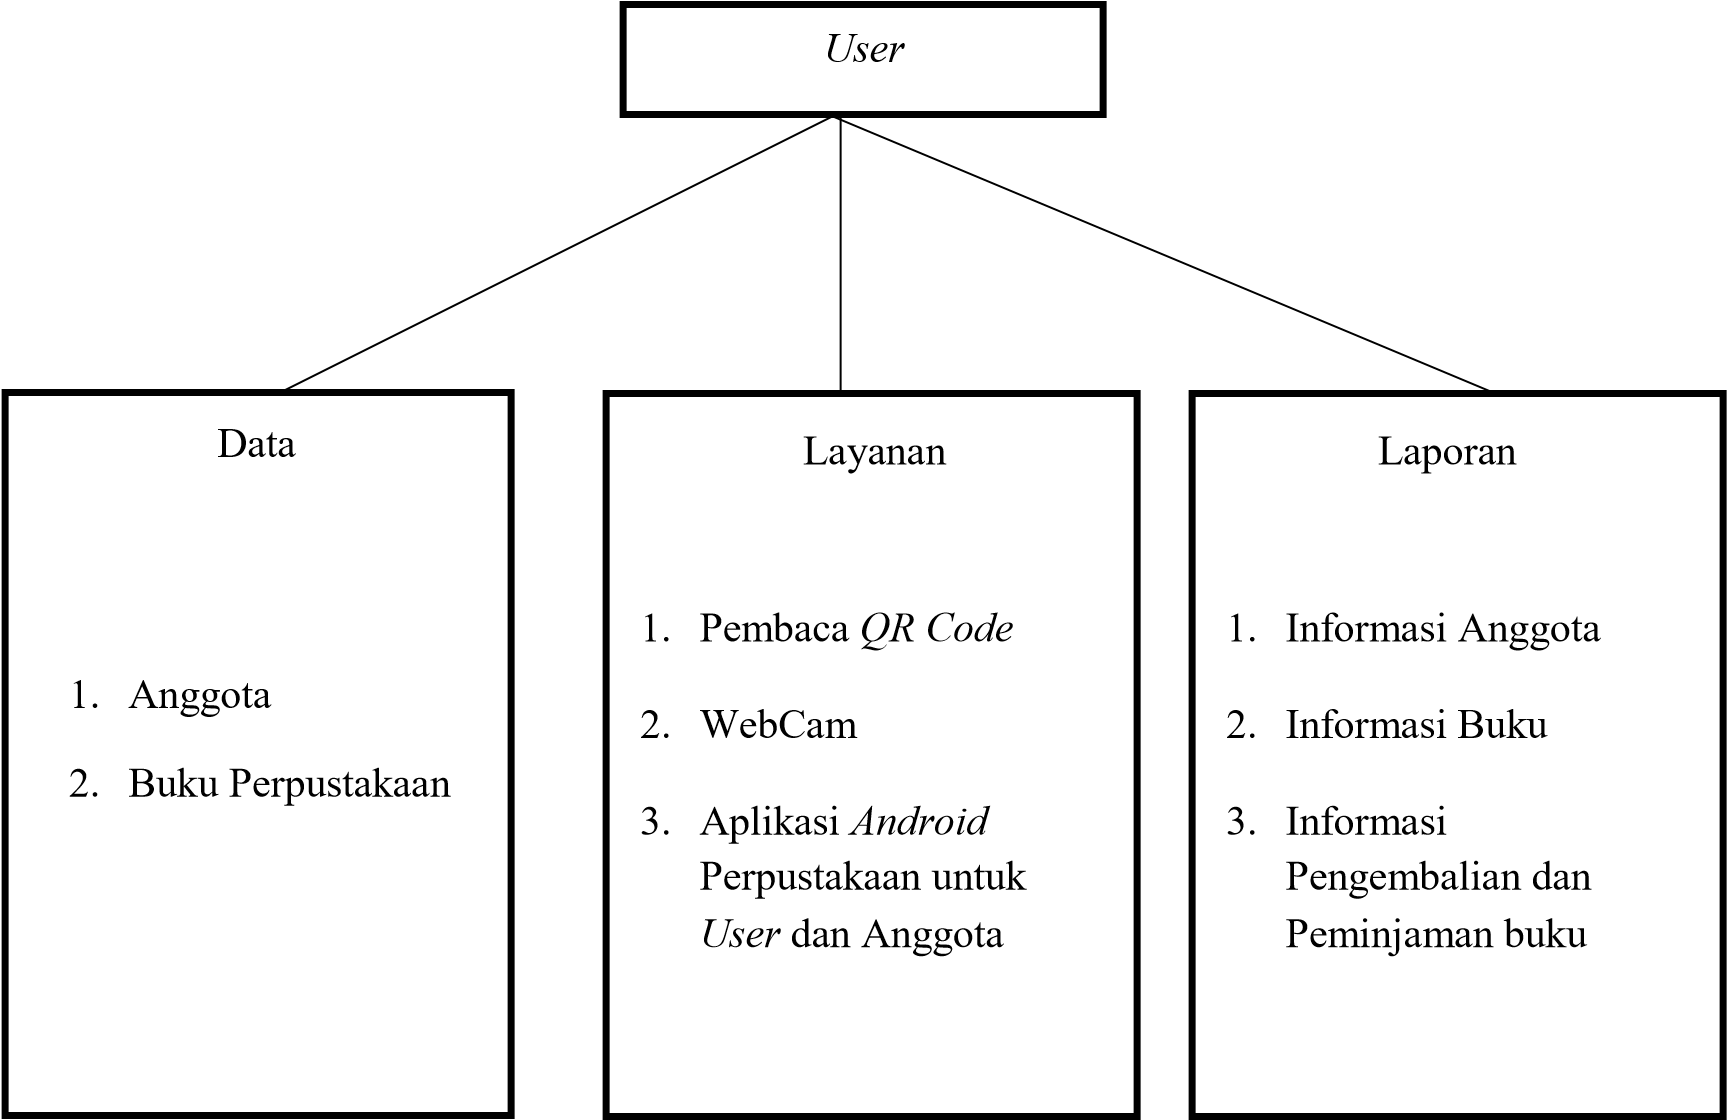 User
Data
1. Anggota
2. Buku Perpustakaan
Layanan
1. Pembaca QR Code
2. WebCam
3. Aplikasi Android
Perpustakaan untuk
User dan Anggota
Laporan
1. Informasi Anggota
2. Informasi Buku
3. Informasi
Pengembalian dan
Peminjaman buku